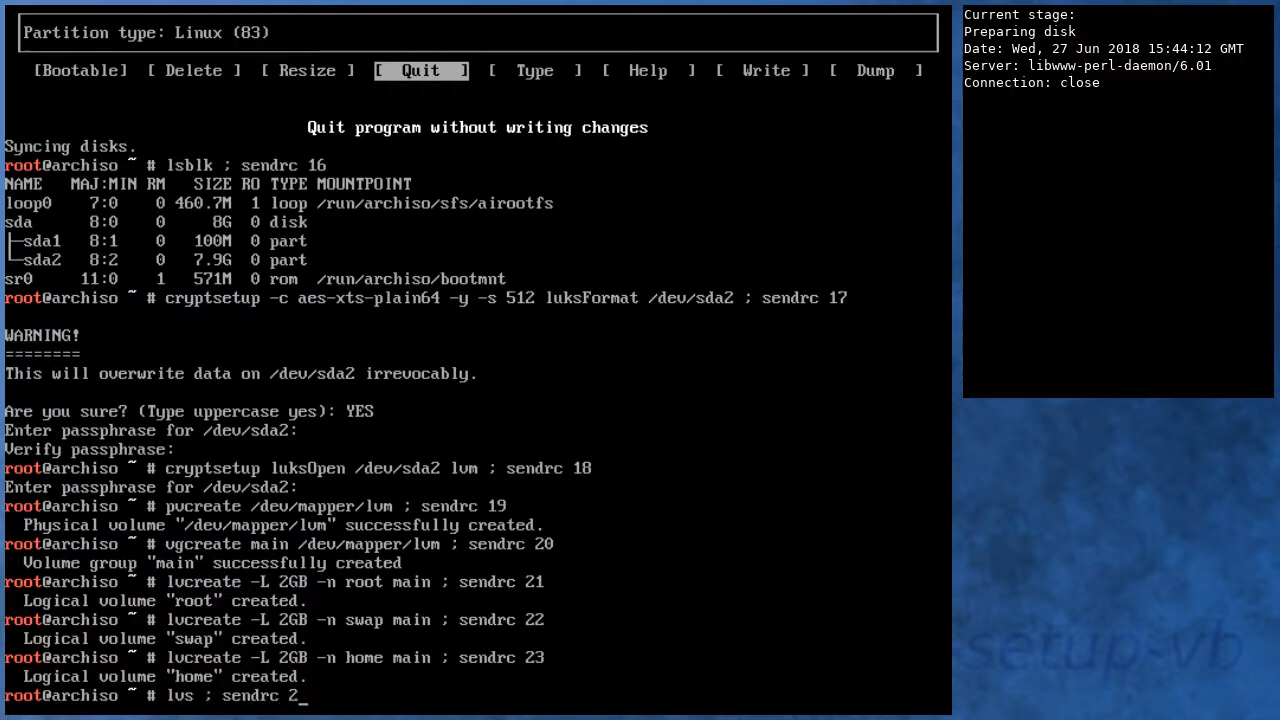 Partition type: Linux (83)
[Bootable] [ Delete ] [ Resize ] [ Quit ] [ Type ] [ Help ] [ Write ] [ Dump ]
Quit program without writing changes
Syncing disks.
root@archiso ~ # lsblk ; sendrc 16
NAME MAJ:MIN RM SIZE RO TYPE MOUNTPOINT
loop0 7:0 0 460.7M 1 loop /run/archiso/sfs/airootfs
sda 8:0 0 8G 0 disk
├─sda1 8:1 0 100M 0 part
└─sda2 8:2 0 7.9G 0 part
sr0 11:0 1 571M 0 rom /run/archiso/bootmnt
root@archiso ~ # cryptsetup -c aes-xts-plain64 -y -s 512 luksFormat /dev/sda2 ; sendrc 17
WARNING!
========
This will overwrite data on /dev/sda2 irrevocably.
Are you sure? (Type uppercase yes): YES
Enter passphrase for /dev/sda2:
Verify passphrase:
root@archiso ~ # cryptsetup luksOpen /dev/sda2 lvm ; sendrc 18
Enter passphrase for /dev/sda2:
root@archiso ~ # pvcreate /dev/mapper/lvm ; sendrc 19
Physical volume "/dev/mapper/lvm" successfully created.
root@archiso ~ # vgcreate main /dev/mapper/lvm ; sendrc 20
Volume group "main" successfully created
root@archiso ~ # lvcreate -L 2GB -n root main ; sendrc 21
Logical volume "root" created.
root@archiso ~ # lvcreate -L 2GB -n swap main ; sendrc 22
Logical volume "swap" created.
root@archiso ~ # lvcreate -L 2GB -n home main ; sendrc 23
Logical volume "home" created.
root@archiso ~ # lvs ; sendrc 2_
Current stage:
Preparing disk
Date: Wed, 27 Jun 2018 15:44:12 GMT
Server: libwww-perl-daemon/6.01
Connection: close
setup-vb